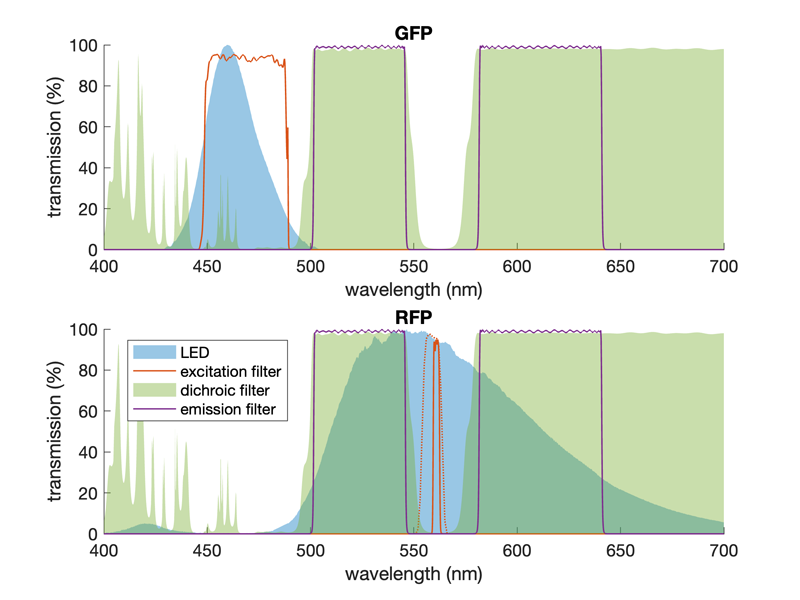 GFP
transmission (%)
100
80
60
40
20
0
400
450
500
550
600
650
700
wavelength (nm)
RFP
transmission (%)
100
80
60
40
20
0
LED
excitation filter
dichroic filter
emission filter
400
450
500
550
600
650
700
wavelength (nm)